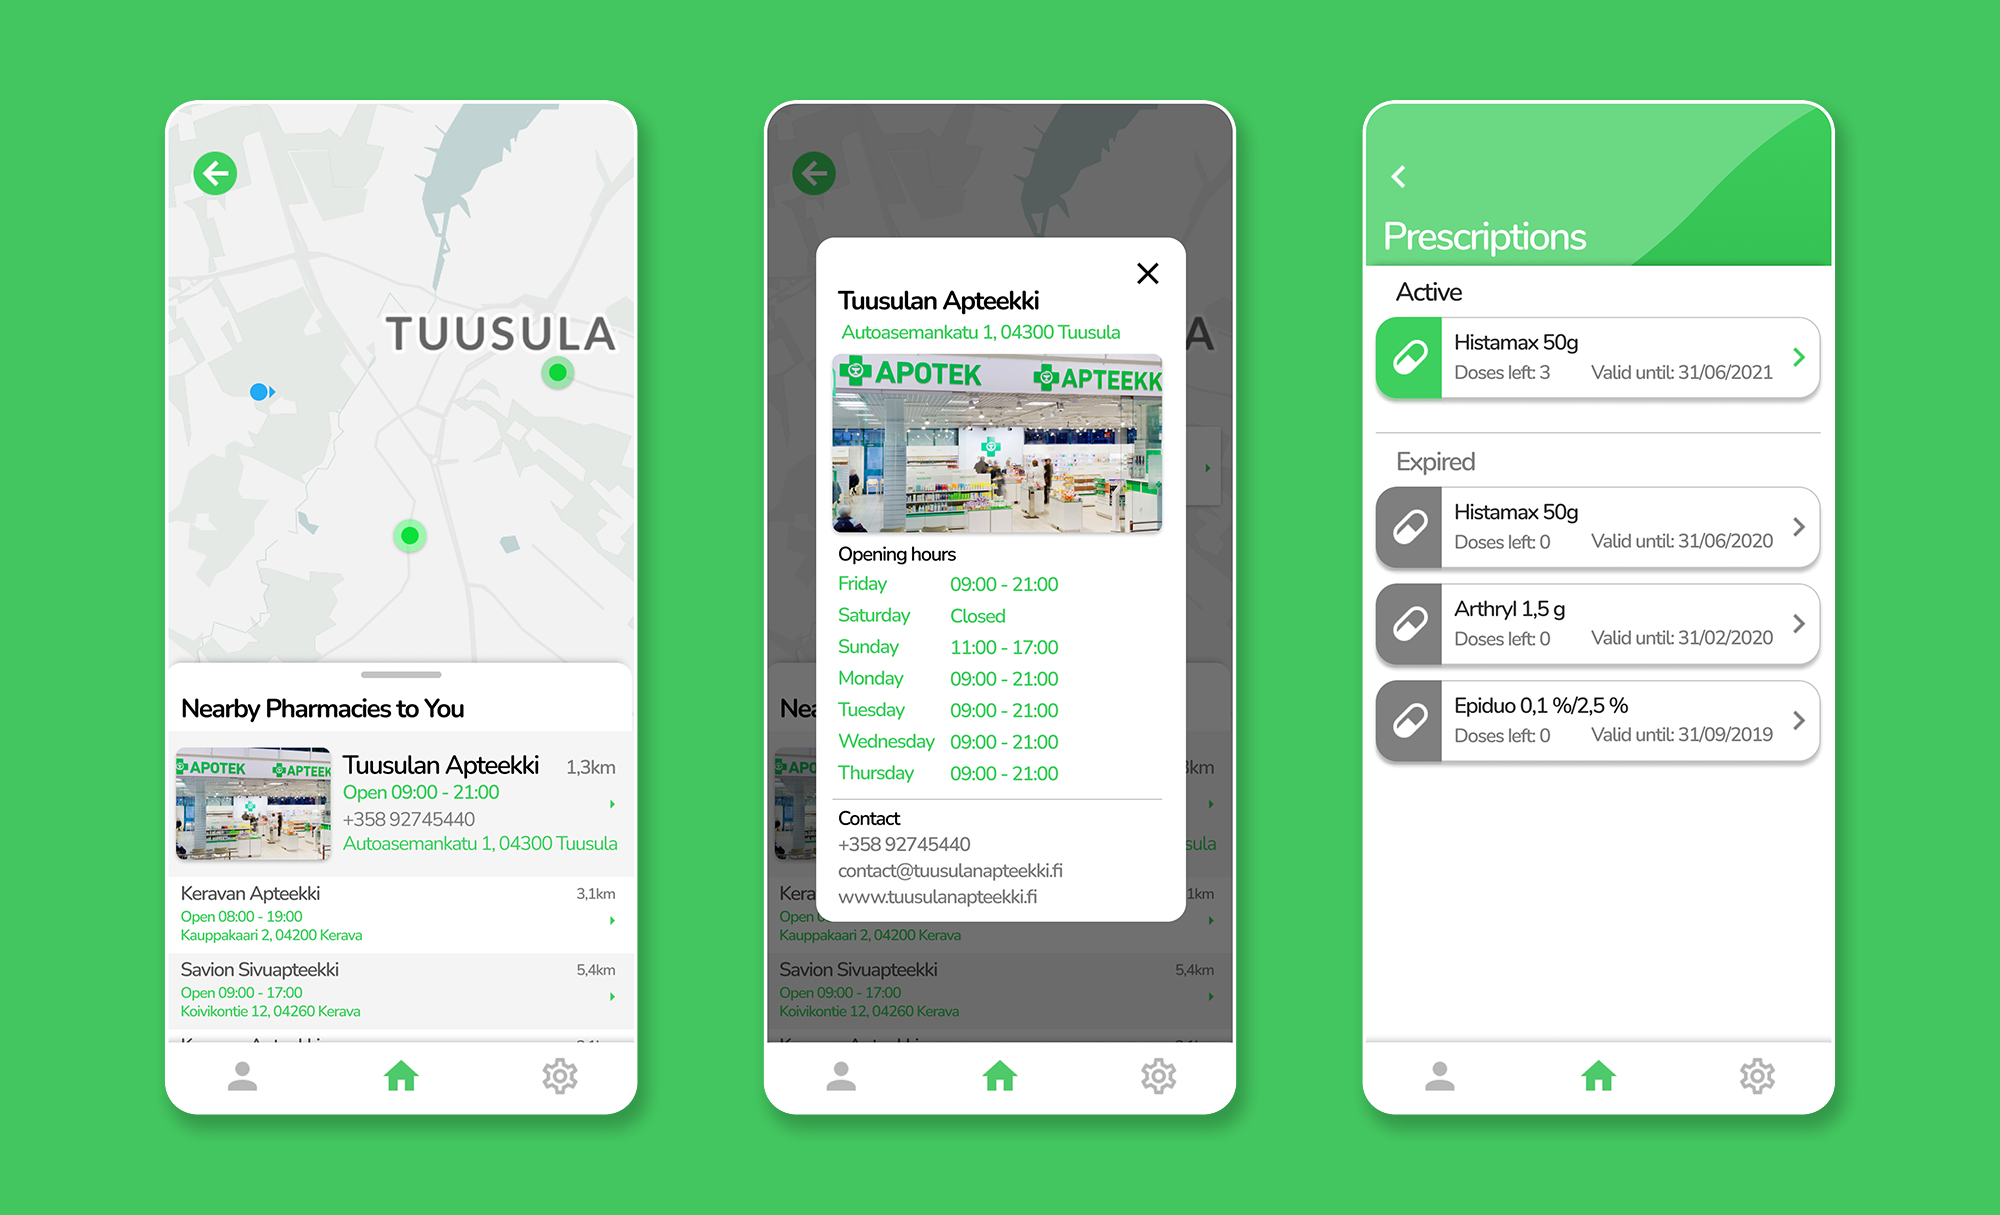 TUUSULA
Nearby Pharmacies to You
APOTEK
APTEEK
Tuusulan Apteekki
1,3km
Open 09:00 - 21:00
+358 92745440
Autoasemankatu 1, 04300 Tuusula
Keravan Apteekki
3,1km
Open 08:00 - 19:00
Kauppakaari 2, 04200 Kerava
Savion Sivuapteekki
5,4km
Open 09:00 - 17:00
Koivikontie 12, 04260 Kerava
A
Tuusulan Apteekki
Autoasemankatu 1, 04300 Tuusula
APOTEK
APTEEKK
Opening hours
Friday 09:00 - 21:00
Saturday Closed
Sunday 11:00 - 17:00
Monday 09:00 - 21:00
Tuesday 09:00 - 21:00
Wednesday 09:00 - 21:00
Thursday 09:00 - 21:00
Contact
+358 92745440
contact@tuusulanapteekki.fi
www.tuusulanapteekki.fi
Nea
AP
km
sula
Kera
1km
Open
Kauppakaari 2, 04200 Kerava
Savion Sivuapteekki
5,4km
Open 09:00 - 17:00
Koivikontie 12, 04260 Kerava
Prescriptions
Active
Histamax 50g
Doses left: 3 Valid until: 31/06/2021
Expired
Histamax 50g
Doses left: 0 Valid until: 31/06/2020
Arthryl 1,5 g
Doses left: 0 Valid until: 31/02/2020
Epiduo 0,1 %/2,5 %
Doses left: 0 Valid until: 31/09/2019